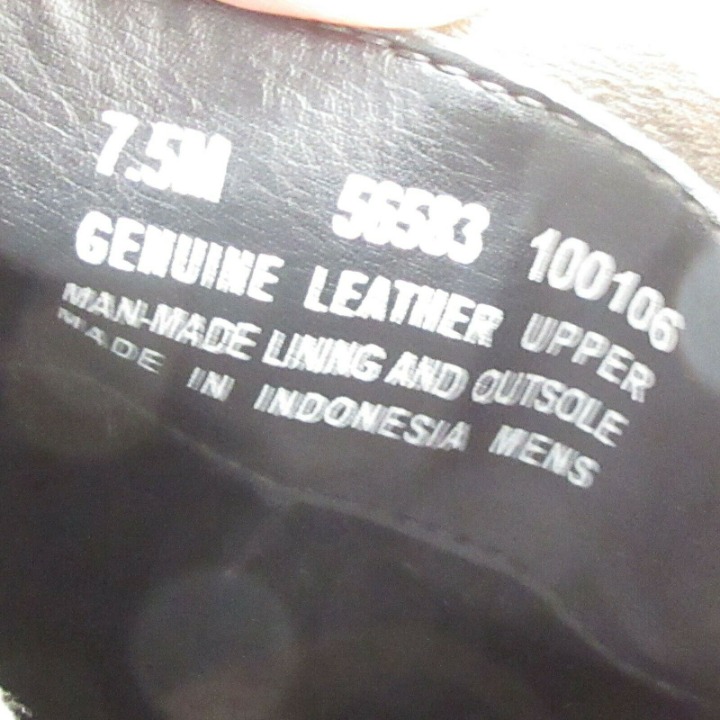 7.5M 56583 100106
GENUINE LEATHER UPPER
MAN-MADE LINING AND OUTSOLE
MADE IN INDONESIA MENS